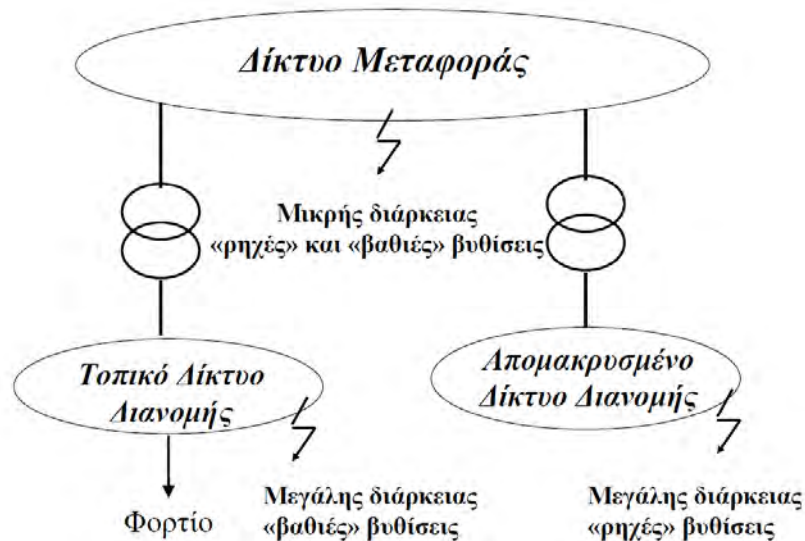 Δίκτυο Μεταφοράς
Μικρής διάρκειας
«ρηχές» και «βαθιές» βυθίσεις
Τοπικό Δίκτυο
Διανομής
Απομακρυσμένο
Δίκτυο Διανομής
Φορτίο
Μεγάλης διάρκειας
«βαθιές» βυθίσεις
Μεγάλης διάρκειας
«ρηχές» βυθίσεις